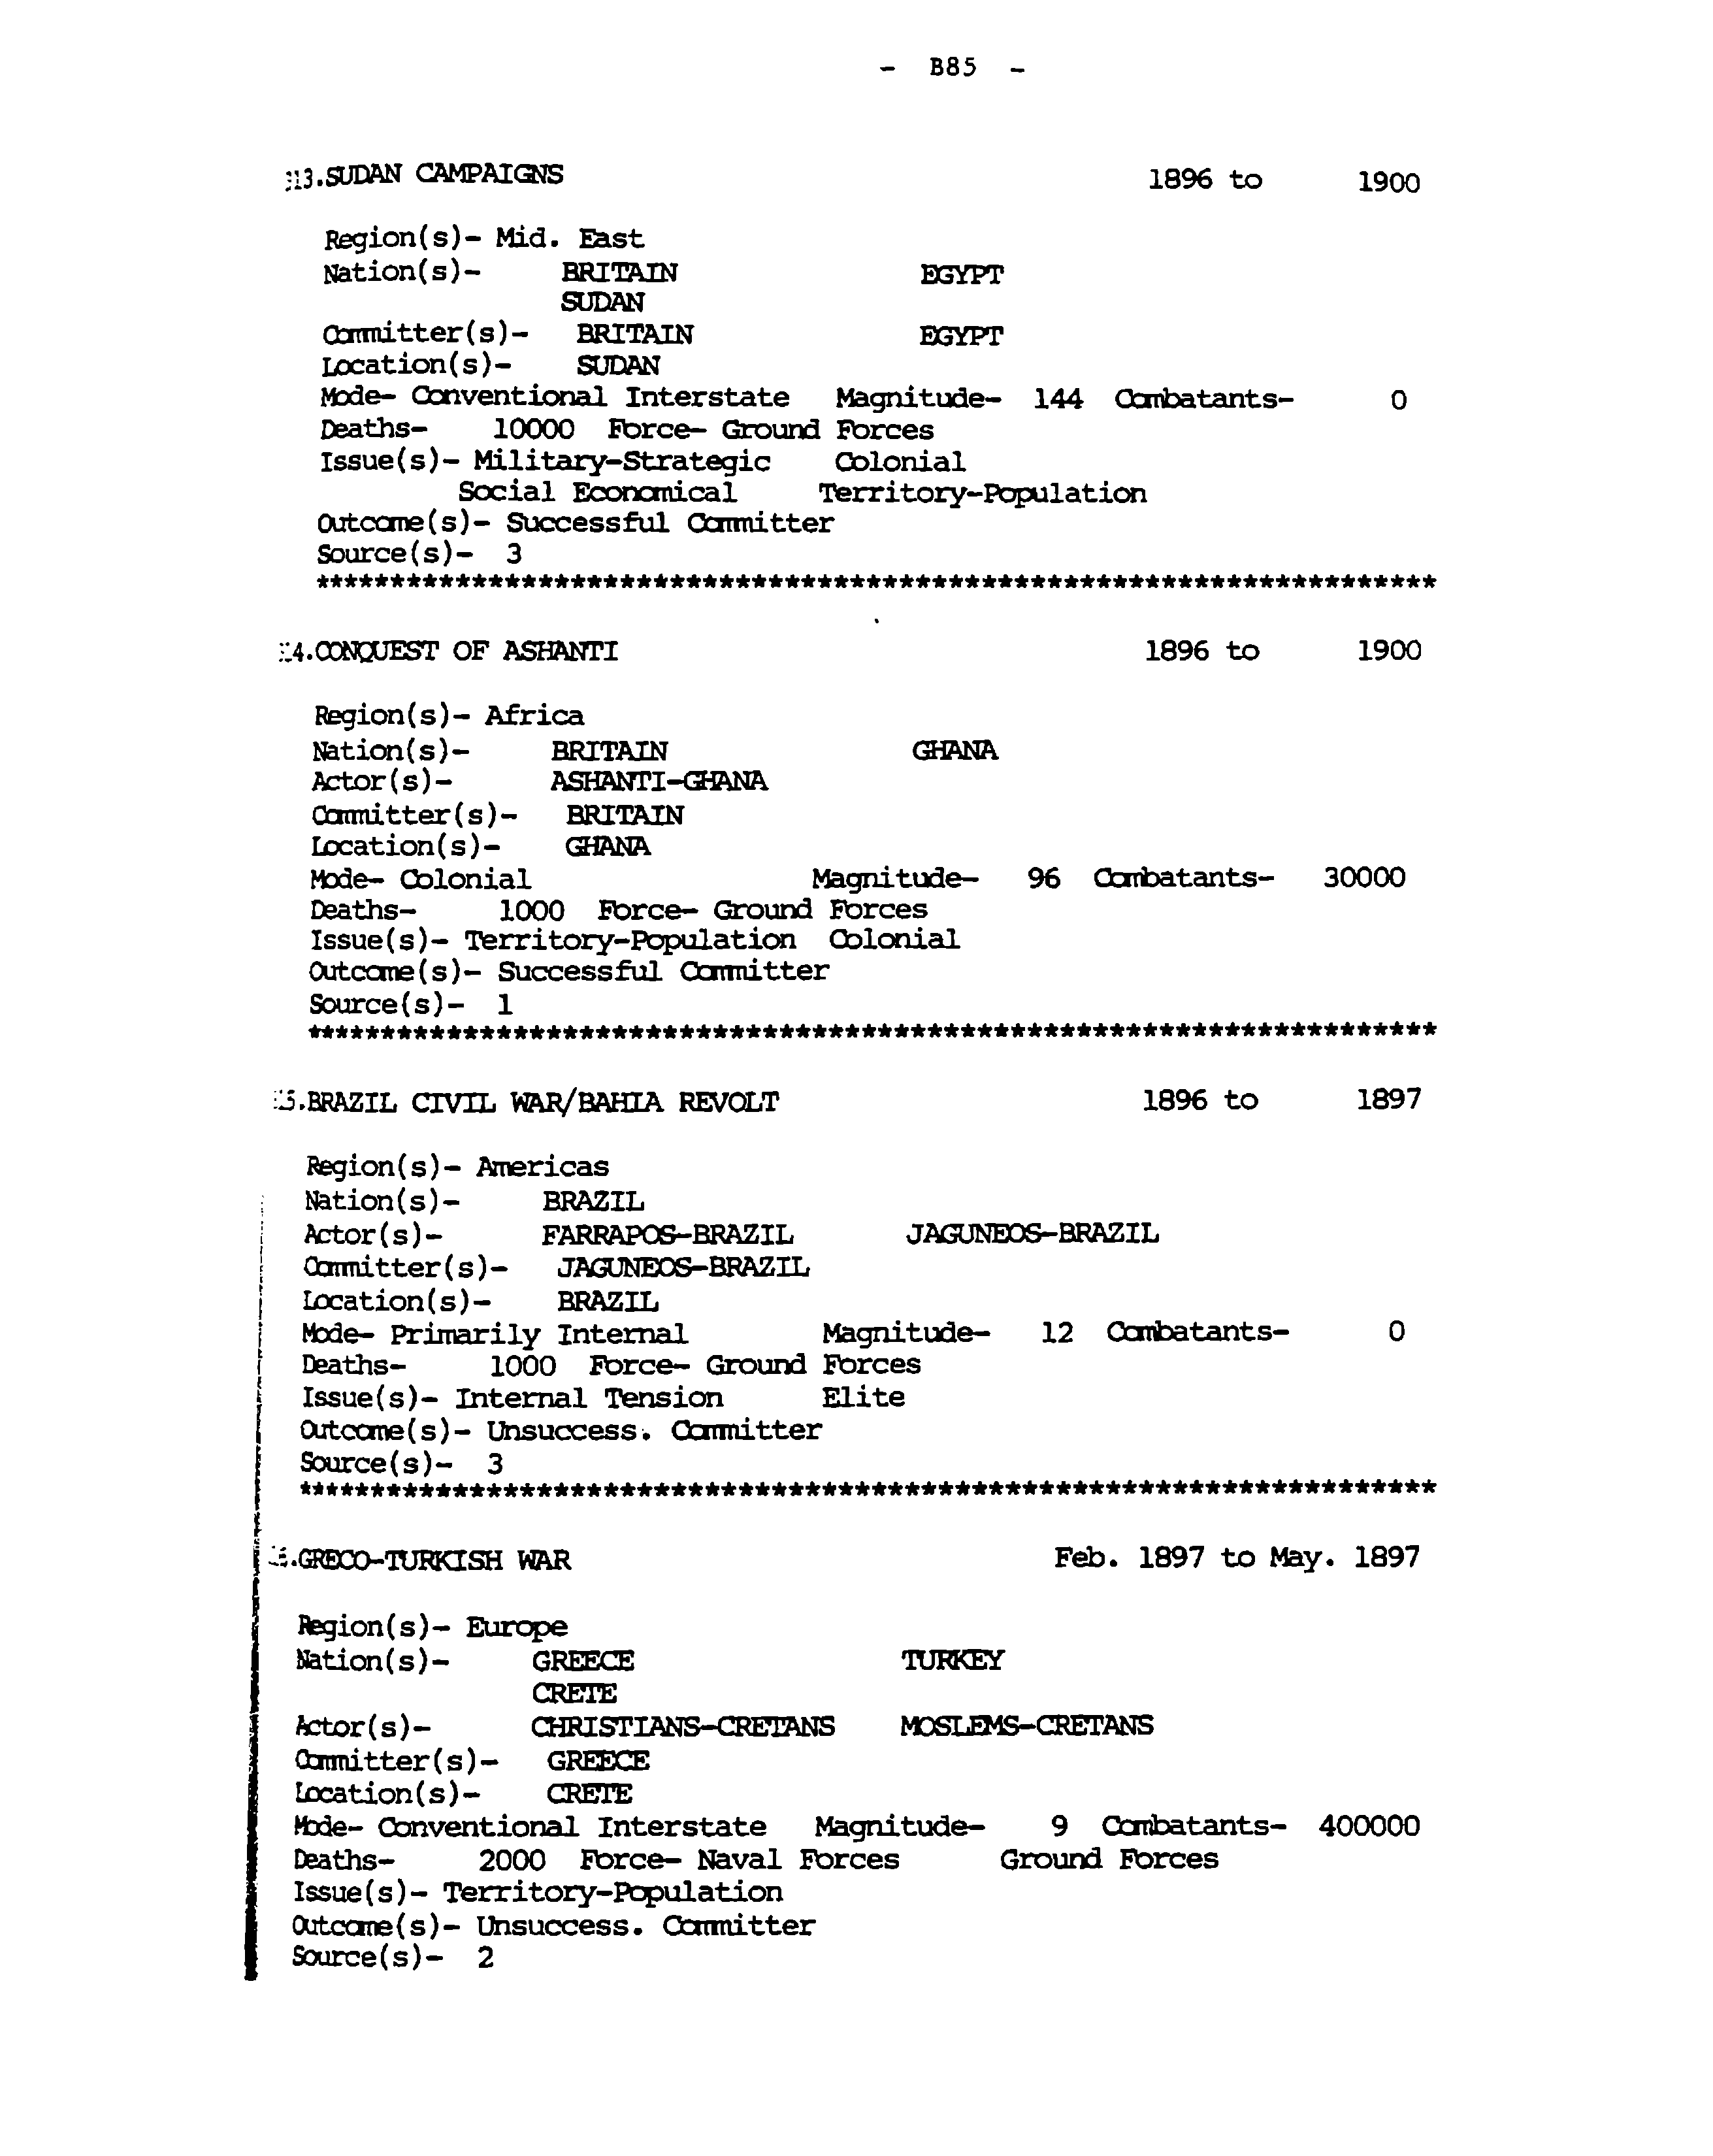 - B85 -
13.SUDAN CAMPAIGNS 1896 to 1900
Region(s)- Mid. East
Nation(s)- BRITAIN EGYPT
SUDAN
Committer(s)- BRITAIN EGYPT
Location(s)- SUDAN
Mode- Conventional Interstate Magnitude- 144 Combatants- 0
Deaths- 10000 Force- Ground Forces
Issue(s)- Military-Strategic Colonial
Social Economical Territory-Population
Outcome(s)- Successful Committer
Source(s)- 3
*********************************************************************
4.CONQUEST OF ASHANTI 1896 to 1900
Region(s)- Africa
Nation(s)- BRITAIN GHANA
Actor(s)- ASHANTI-GHANA
Committer(s)- BRITAIN
Location(s)- GHANA
Mode- Colonial Magnitude- 96 Combatants- 30000
Deaths- 1000 Force- Ground Forces
Issue(s)- Territory-Population Colonial
Outcome(s)- Successful Committer
Source(s)- 1
*********************************************************************
5.BRAZIL CIVIL WAR/BAHIA REVOLT 1896 to 1897
Region(s)- Americas
Nation(s)- BRAZIL
Actor(s)- FARRAPOS-BRAZIL JAGUNEOS-BRAZIL
Committer(s)- JAGUNEOS-BRAZIL
Location(s)- BRAZIL
Mode- Primarily Internal Magnitude- 12 Combatants- 0
Deaths- 1000 Force- Ground Forces
Issue(s)- Internal Tension Elite
Outcome(s)- Unsuccess. Committer
Source(s)- 3
*********************************************************************
GRECO-TURKISH WAR Feb. 1897 to May. 1897
Region(s)- Europe
Nation(s)- GREECE TURKEY
CRETE
Actor(s)- CHRISTIANS-CRETANS MOSLEMS-CRETANS
Committer(s)- GREECE
Location(s)- CRETE
Mode- Conventional Interstate Magnitude- 9 Combatants- 400000
Deaths- 2000 Force- Naval Forces Ground Forces
Issue(s)- Territory-Population
Outcome(s)- Unsuccess. Committer
Source(s)- 2